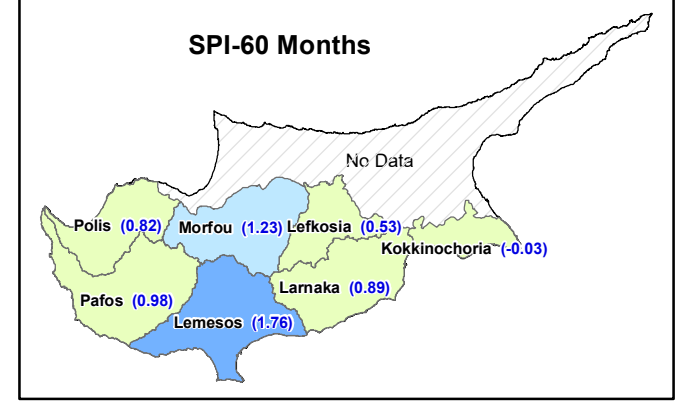 SPI-60 Months
No Data
Polis (0.82)
Morfou (1.23)
Lefkosia (0.53)
Kokkinochoria (-0.03)
Pafos (0.98)
Larnaka (0.89)
Lemesos (1.76)